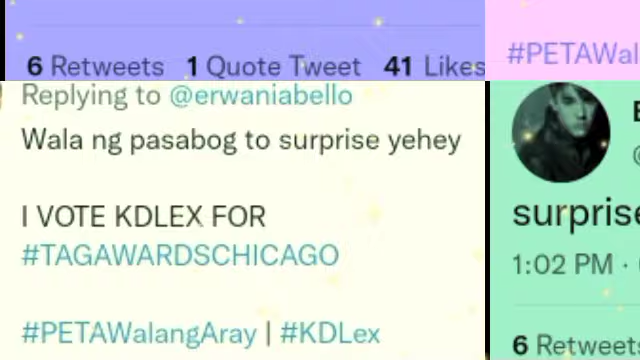 6 Retweets 1 Quote Tweet 41 Likes
Replying to @erwaniabello
Wala ng pasabog to surprise yehey
I VOTE KDLEX FOR
#TAGAWARDSCHICAGO
#PETAWalangAray | #KDLex
#PETAWal
surprise
1:02 PM ·
6 Retweets